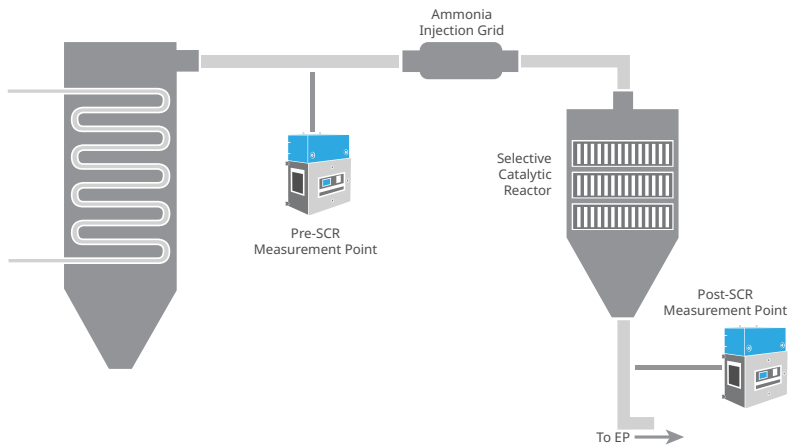 Ammonia
Injection Grid
Selective
Catalytic
Reactor
Pre-SCR
Measurement Point
Post-SCR
Measurement Point
To EP